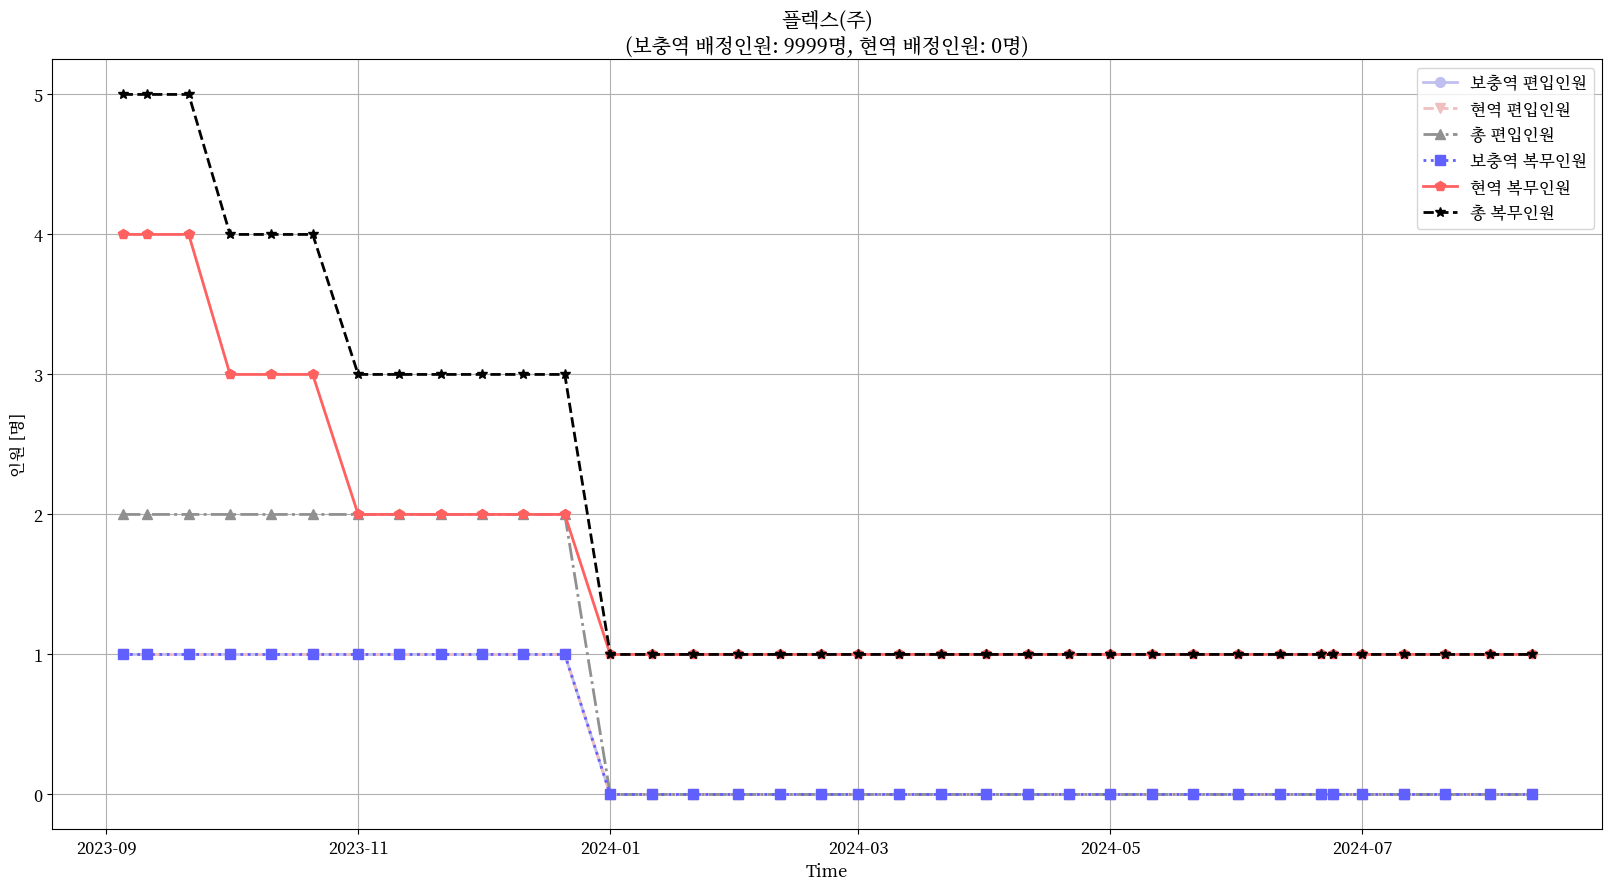 플렉스(주)
(보충역 배정인원: 9999명, 현역 배정인원: 0명)
보충역 편입인원
현역 편입인원
총 편입인원
보충역 복무인원
현역 복무인원
총 복무인원
인원 [명]
5
4
3
2
1
0
2023-09 2023-11 2024-01 2024-03 2024-05 2024-07
Time